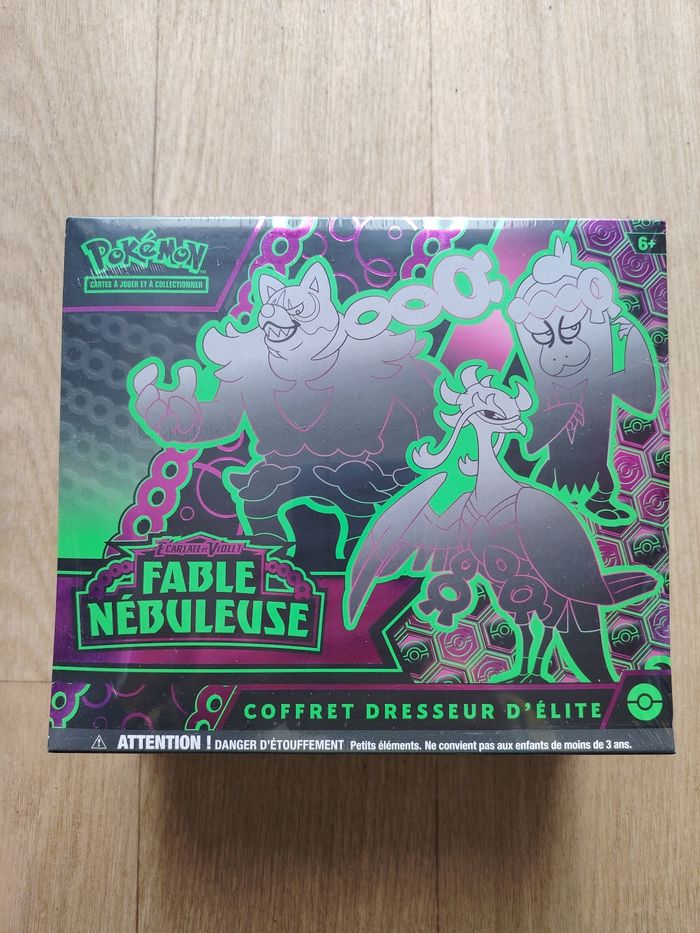 POKÉMON
CARTES À JOUER ET À COLLECTIONNER
6+
ÉCARLATE ET VIOLET
FABLE
NÉBULEUSE
COFFRET DRESSEUR D'ÉLITE
ATTENTION ! DANGER D'ÉTOUFFEMENT Petits éléments. Ne convient pas aux enfants de moins de 3 ans.